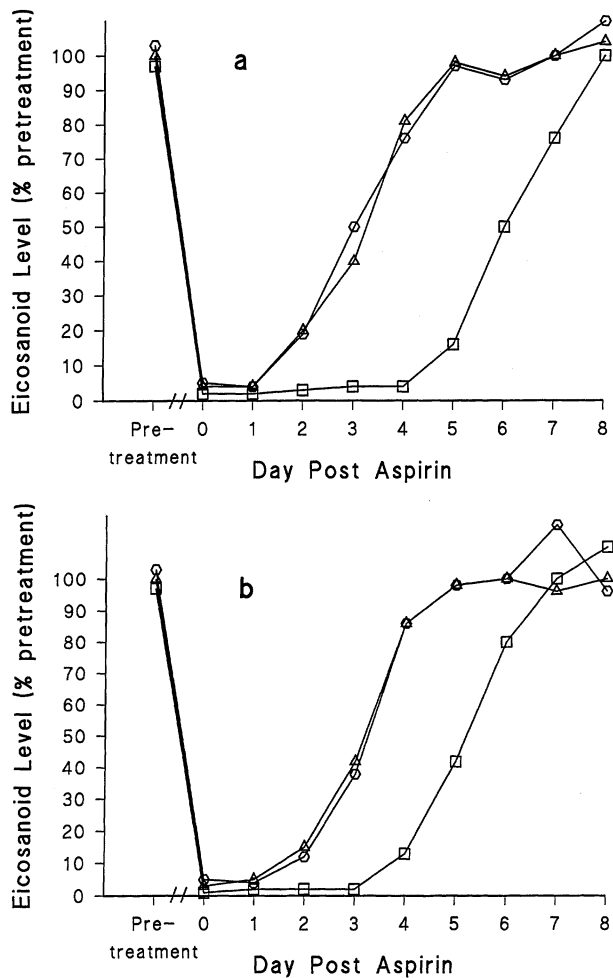 a
Eicosanoid Level (% pretreatment)
100
90
80
70
60
50
40
30
20
10
0
Pre-
treatment
0 1 2 3 4 5 6 7 8
Day Post Aspirin
b
Eicosanoid Level (% pretreatment)
100
90
80
70
60
50
40
30
20
10
0
Pre-
treatment
0 1 2 3 4 5 6 7 8
Day Post Aspirin